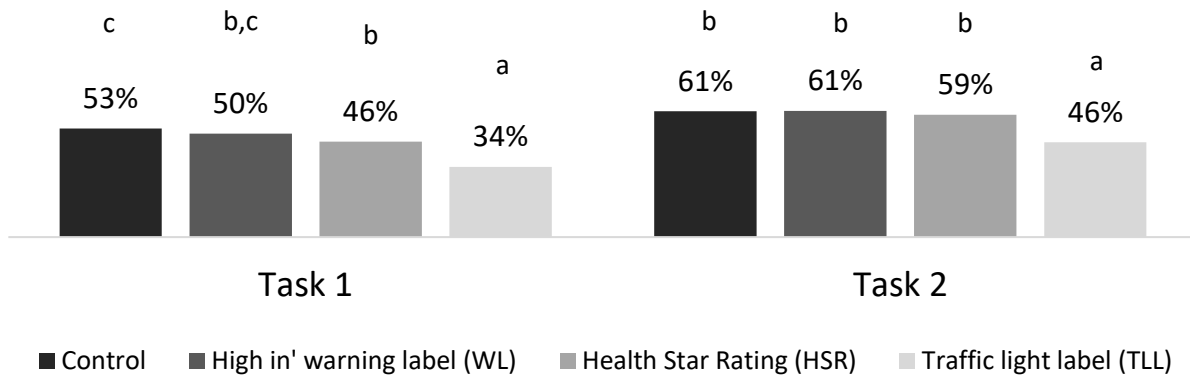 c b,c b a b b b a
53% 50% 46% 34% 61% 61% 59% 46%
Task 1 Task 2
Control High in' warning label (WL) Health Star Rating (HSR) Traffic light label (TLL)